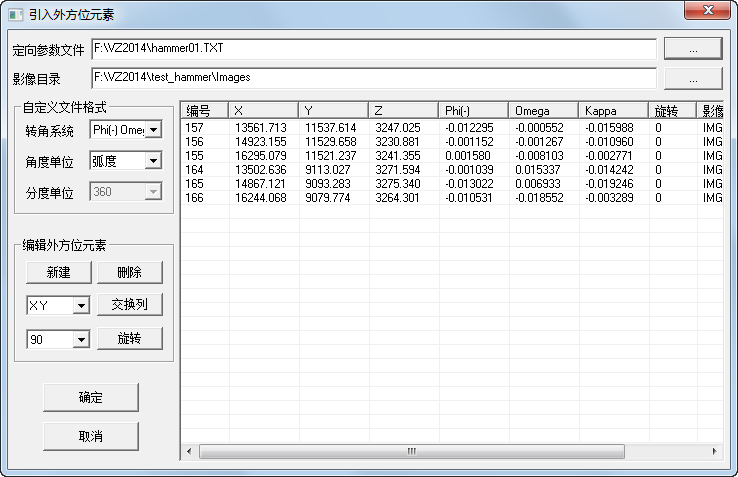 引入外方位元素
定向参数文件 F:\VZ2014\hammer01.TXT ...
影像目录 F:\VZ2014\test_hammer\Images ...
自定义文件格式
转角系统 Phi(-) Ome
角度单位 弧度
分度单位 360
编辑外方位元素
新建 删除
XY 交换列
90 旋转
确定
取消
编号 X Y Z Phi(-) Omega Kappa 旋转 影像
157 13561.713 11537.614 3247.025 -0.012295 -0.000552 -0.015988 0 IMG
156 14923.155 11529.658 3230.881 -0.001152 -0.001267 -0.010960 0 IMG
155 16295.079 11521.237 3241.355 0.001580 -0.008103 -0.002771 0 IMG
164 13502.636 9113.027 3271.594 -0.001039 0.015337 -0.014242 0 IMG
165 14867.121 9093.283 3275.340 -0.013022 0.006933 -0.019246 0 IMG
166 16244.068 9079.774 3264.301 -0.010531 -0.018552 -0.003289 0 IMG